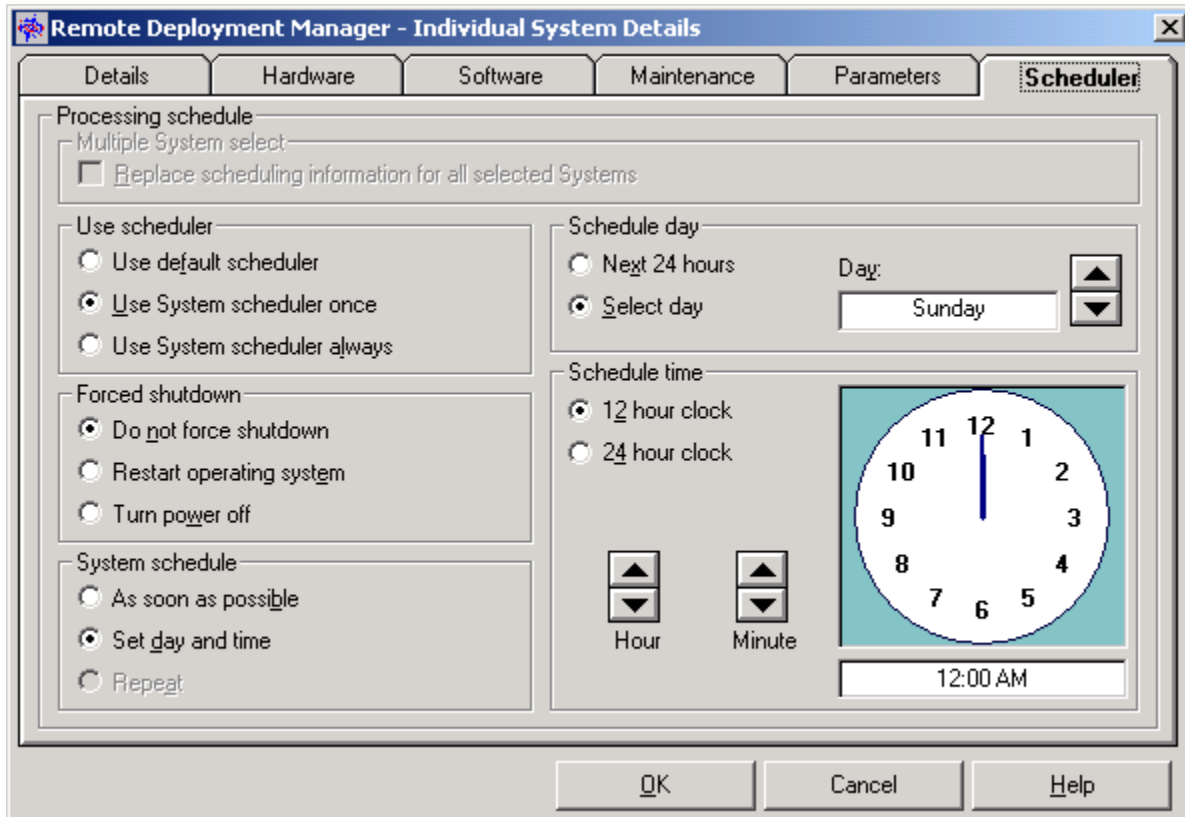 Remote Deployment Manager - Individual System Details
Details Hardware Software Maintenance Parameters Scheduler
Processing schedule
Multiple System select
Replace scheduling information for all selected Systems
Use scheduler
Use default scheduler
Use System scheduler once
Use System scheduler always
Forced shutdown
Do not force shutdown
Restart operating system
Turn power off
System schedule
As soon as possible
Set day and time
Repeat
Schedule day
Next 24 hours
Select day
Day:
Sunday
Schedule time
12 hour clock
24 hour clock
Hour Minute
12
11 1
10 2
9 3
8 4
7 5
6
12:00 AM
OK Cancel Help